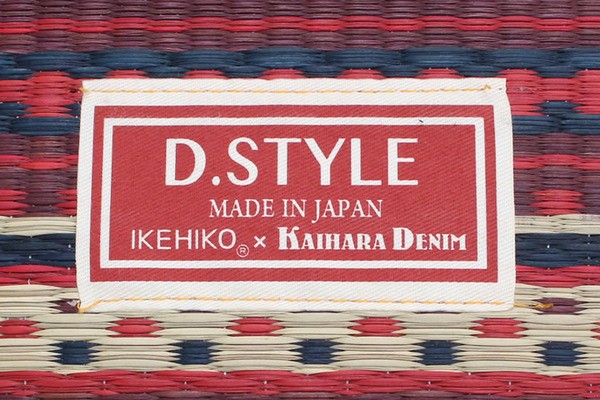 D.STYLE
MADE IN JAPAN
IKEHIKO® × KAIHARA DENIM